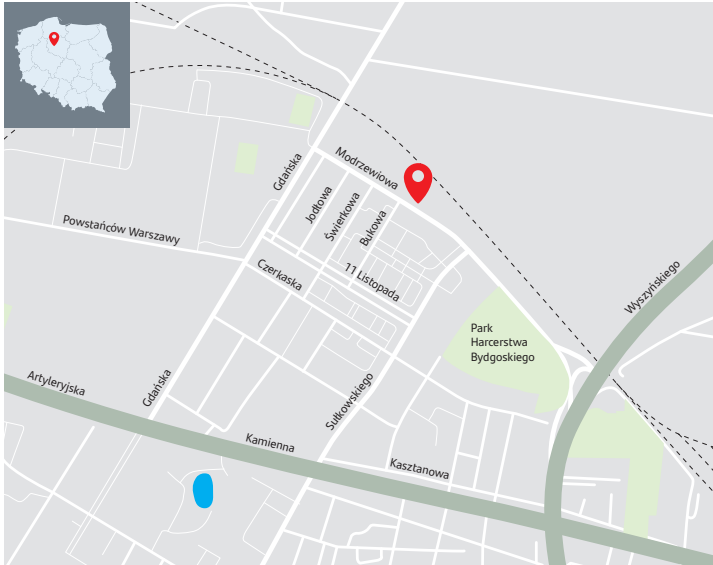 Modrzewiowa
Gdańska
Jodłowa
Świerkowa
Bukowa
Powstańców Warszawy
Czerkaska
11 Listopada
Wyszyńskiego
Park
Harcerstwa
Bydgoskiego
Artyleryjska
Gdańska
Sułkowskiego
Kamienna
Kasztanowa